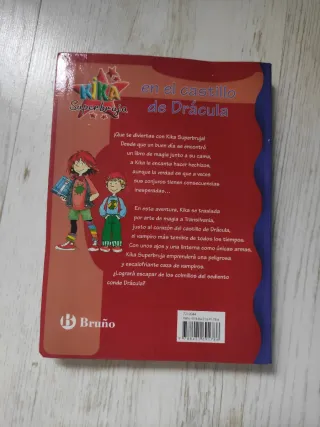 KIKA
Superbruja
en el castillo
de Drácula
¡Que te diviertas con Kika Superbruja!
Desde que un buen día se encontró
un libro de magia junto a su cama,
a Kika le encanta hacer hechizos,
aunque la verdad es que a veces
sus conjuros tienen consecuencias
inesperadas...
En esta aventura, Kika se traslada
por arte de magia a Transilvania,
justo al corazón del castillo de Drácula,
el vampiro más temible de todos los tiempos.
Con unos ajos y una linterna como únicas armas,
Kika Superbruja emprenderá una peligrosa
y escalofriante caza de vampiros.
¿Logrará escapar de los colmillos del sediento
conde Drácula?
Bruño